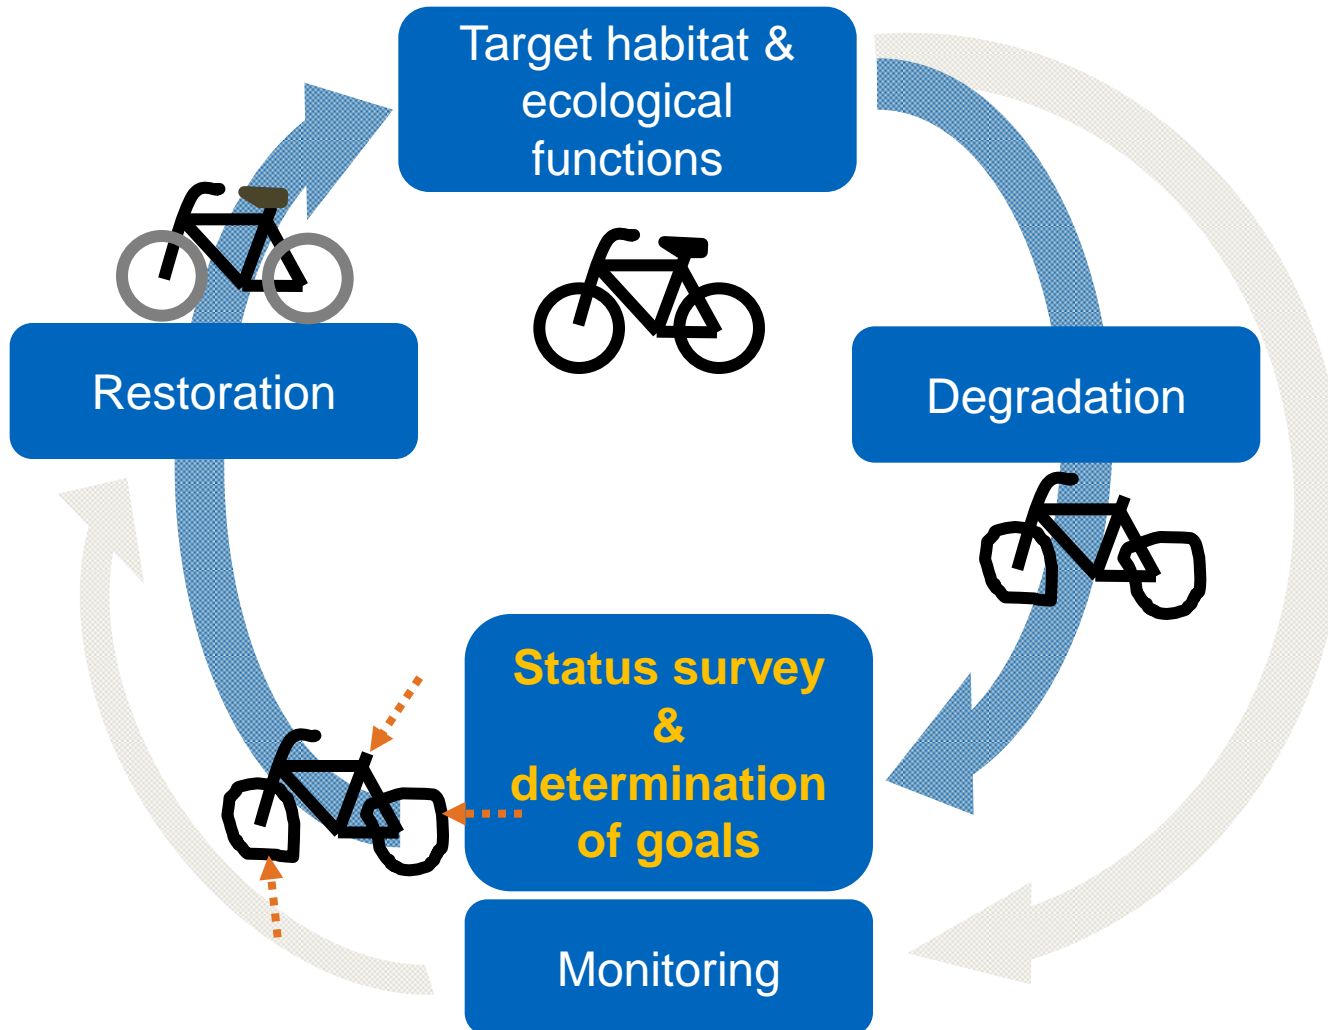 Target habitat &
ecological
functions
Restoration
Degradation
Status survey
&
determination
of goals
Monitoring